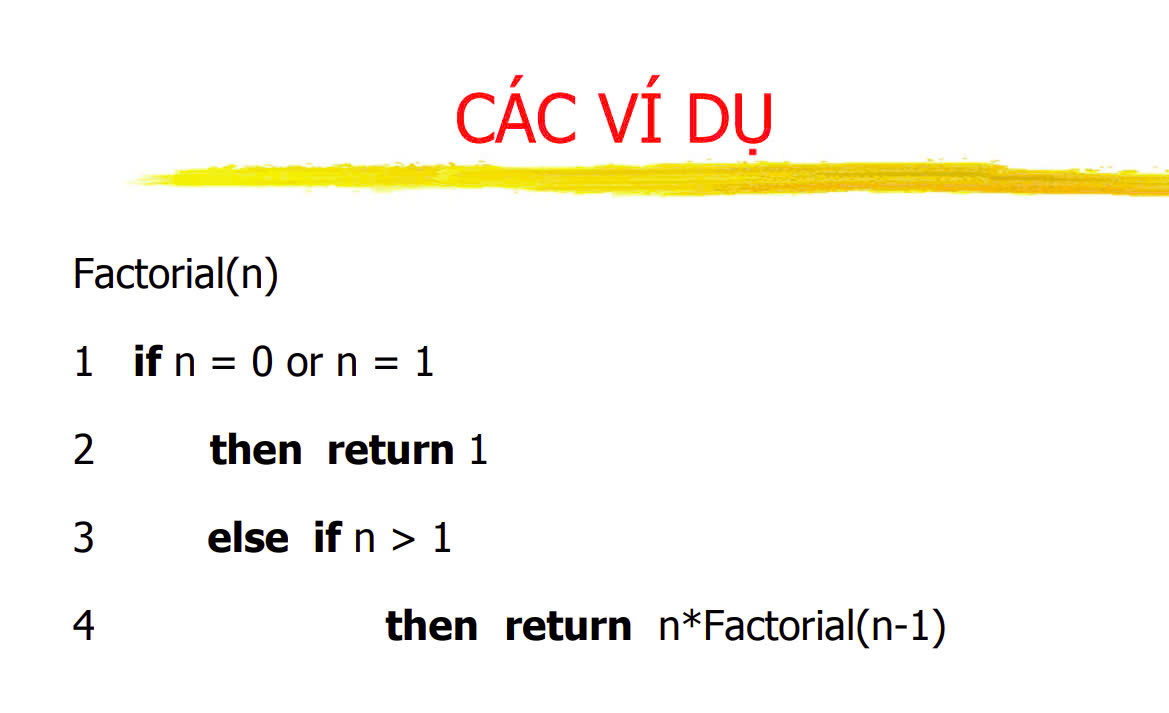 CÁC VÍ DỤ
Factorial(n)
1 if n = 0 or n = 1
2 then return 1
3 else if n > 1
4 then return n*Factorial(n-1)